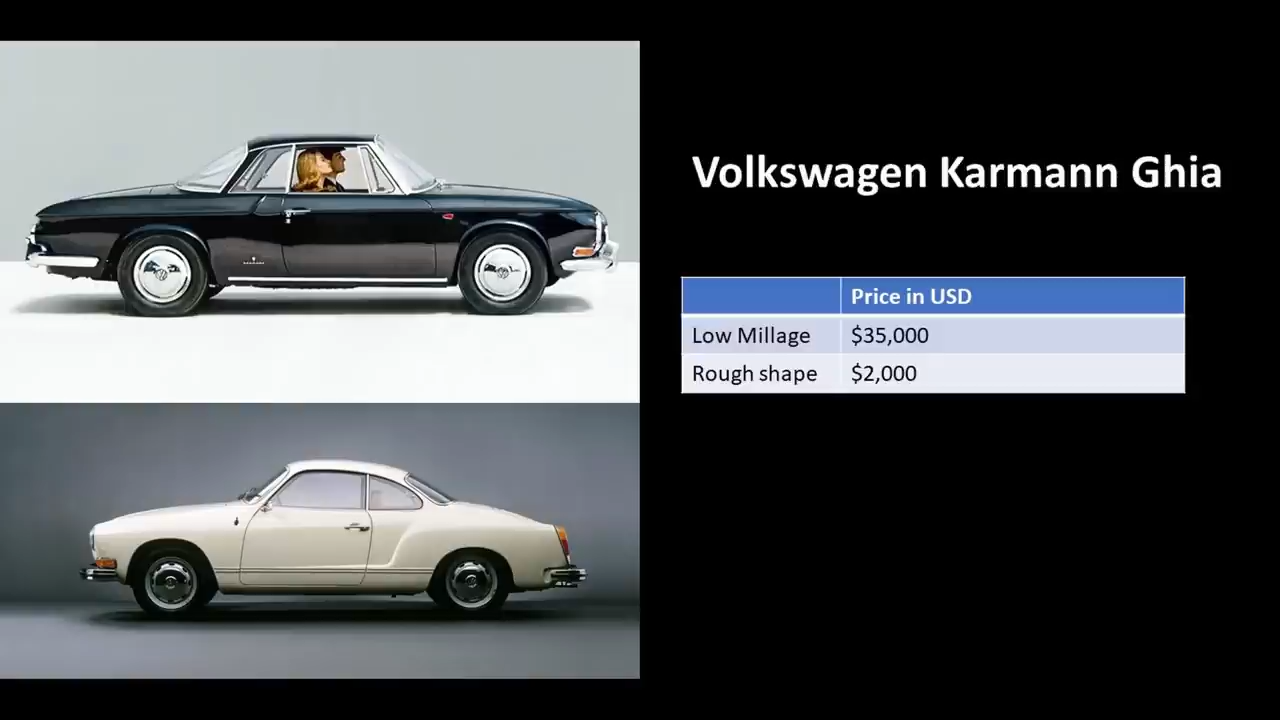 Volkswagen Karmann Ghia
Price in USD
Low Millage $35,000
Rough shape $2,000